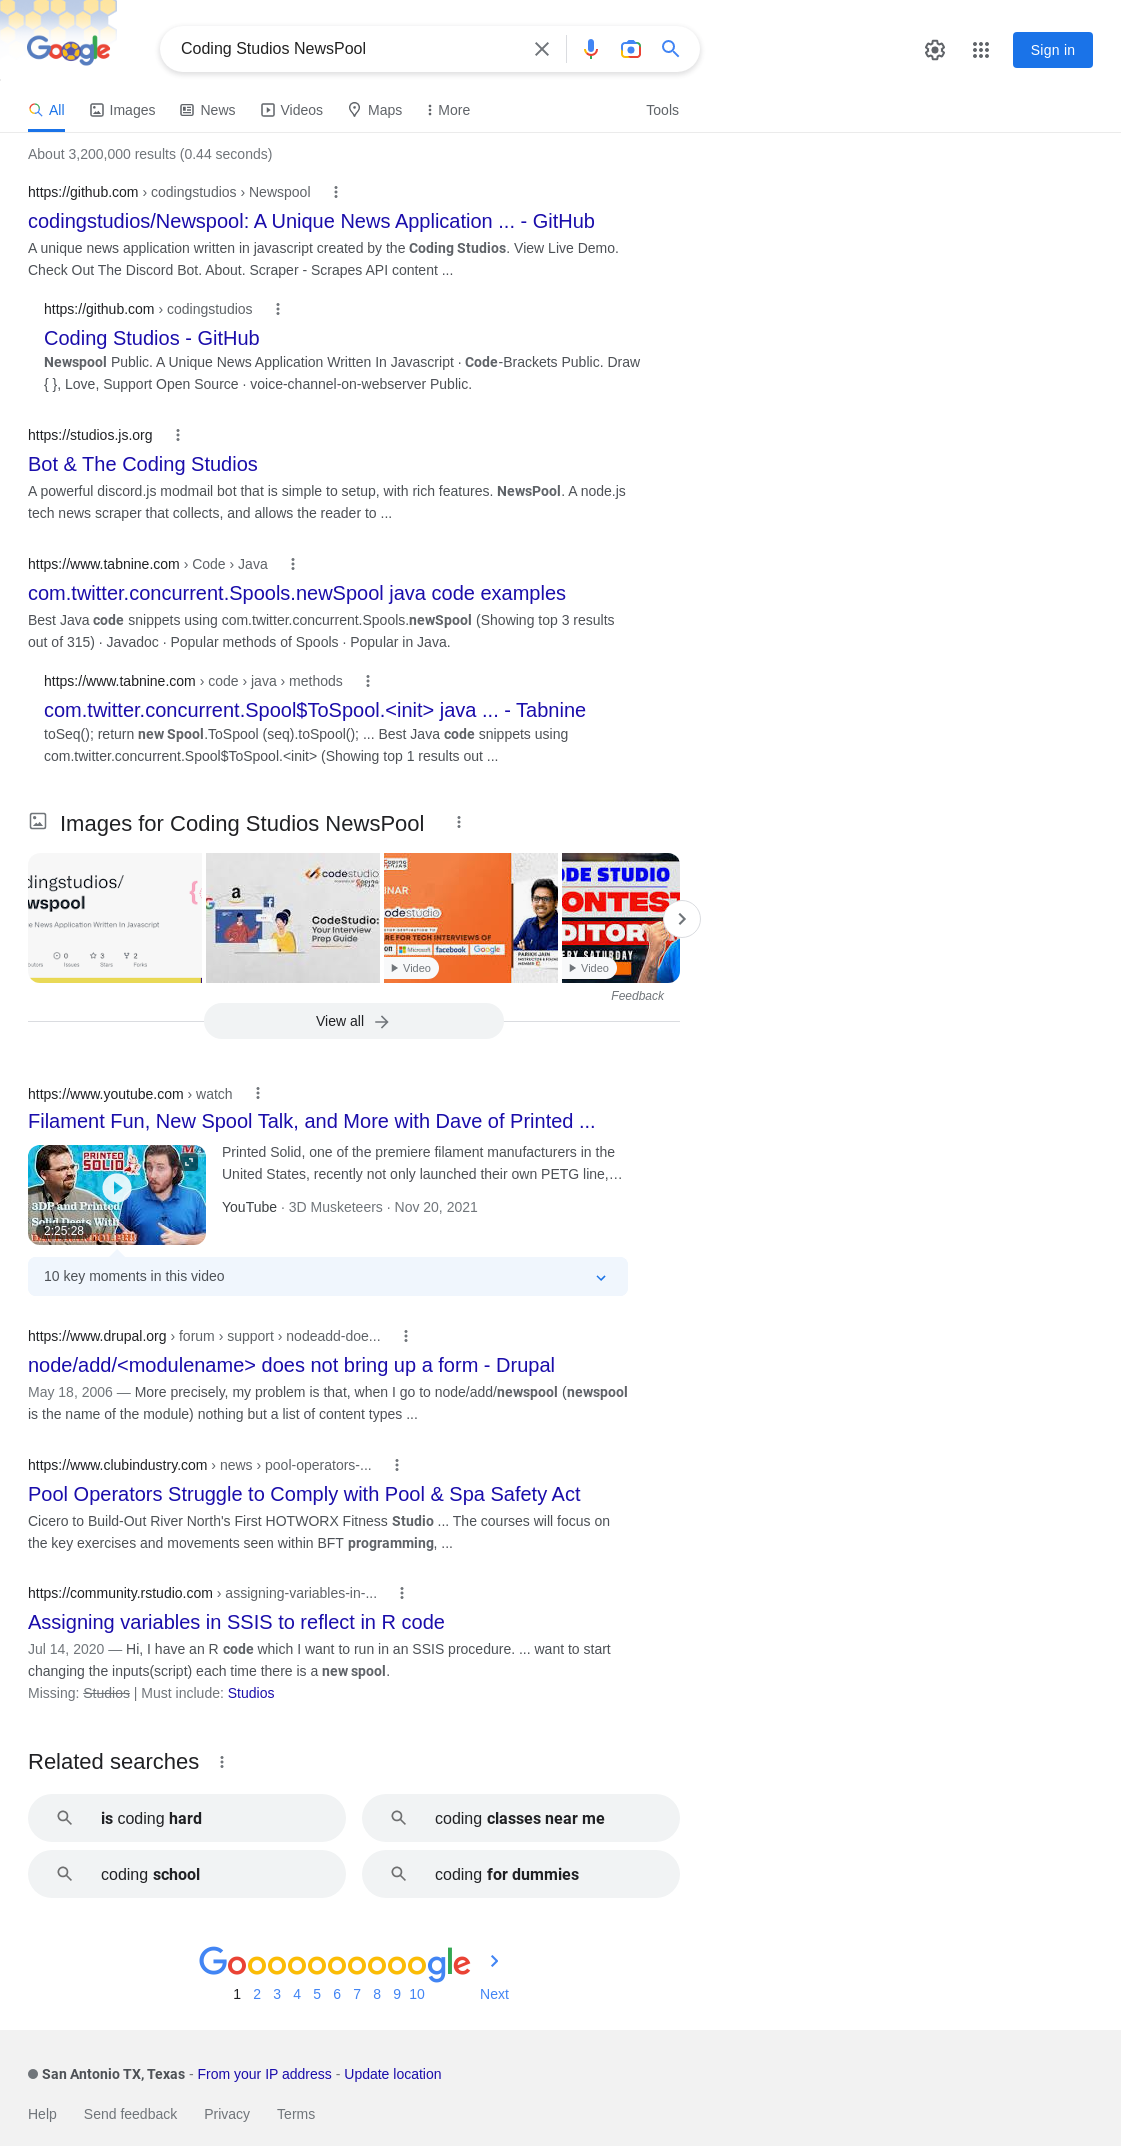 Google
Coding Studios NewsPool
Sign in
All Images News Videos Maps More Tools
About 3,200,000 results (0.44 seconds)
https://github.com › codingstudios › Newspool
codingstudios/Newspool: A Unique News Application ... - GitHub
A unique news application written in javascript created by the Coding Studios. View Live Demo.
Check Out The Discord Bot. About. Scraper - Scrapes API content ...
https://github.com › codingstudios
Coding Studios - GitHub
Newspool Public. A Unique News Application Written In Javascript · Code-Brackets Public. Draw
{ }, Love, Support Open Source · voice-channel-on-webserver Public.
https://studios.js.org
Bot & The Coding Studios
A powerful discord.js modmail bot that is simple to setup, with rich features. NewsPool. A node.js
tech news scraper that collects, and allows the reader to ...
https://www.tabnine.com › Code › Java
com.twitter.concurrent.Spools.newSpool java code examples
Best Java code snippets using com.twitter.concurrent.Spools.newSpool (Showing top 3 results
out of 315) · Javadoc · Popular methods of Spools · Popular in Java.
https://www.tabnine.com › code › java › methods
com.twitter.concurrent.Spool$ToSpool.<init> java ... - Tabnine
toSeq(); return new Spool.ToSpool (seq).toSpool(); ... Best Java code snippets using
com.twitter.concurrent.Spool$ToSpool.<init> (Showing top 1 results out ...
Images for Coding Studios NewsPool
dingstudios/
wspool
e News Application Written In Javascript
0 3 2
Issues Stars Forks
codestudio
CodeStudio:
Your Interview
Prep Guide
INAR
odestudio
RE FOR TECH INTERVIEWS OF
Microsoft facebook Google
PARIKH JAIN
Video
ODE STUDIO
ONTEST
DITOR
ERY SATURDAY
Video
Feedback
View all
https://www.youtube.com › watch
Filament Fun, New Spool Talk, and More with Dave of Printed ...
PRINTED
SOLID
3DP and Printed
Solid Deets With
2:25:28
Printed Solid, one of the premiere filament manufacturers in the
United States, recently not only launched their own PETG line,…
YouTube · 3D Musketeers · Nov 20, 2021
10 key moments in this video
https://www.drupal.org › forum › support › nodeadd-doe...
node/add/<modulename> does not bring up a form - Drupal
May 18, 2006 — More precisely, my problem is that, when I go to node/add/newspool (newspool
is the name of the module) nothing but a list of content types ...
https://www.clubindustry.com › news › pool-operators-...
Pool Operators Struggle to Comply with Pool & Spa Safety Act
Cicero to Build-Out River North's First HOTWORX Fitness Studio ... The courses will focus on
the key exercises and movements seen within BFT programming, ...
https://community.rstudio.com › assigning-variables-in-...
Assigning variables in SSIS to reflect in R code
Jul 14, 2020 — Hi, I have an R code which I want to run in an SSIS procedure. ... want to start
changing the inputs(script) each time there is a new spool.
Missing: Studios | Must include: Studios
Related searches
is coding hard
coding classes near me
coding school
coding for dummies
Goooooooooogle
1 2 3 4 5 6 7 8 9 10 Next
San Antonio TX, Texas - From your IP address - Update location
Help Send feedback Privacy Terms